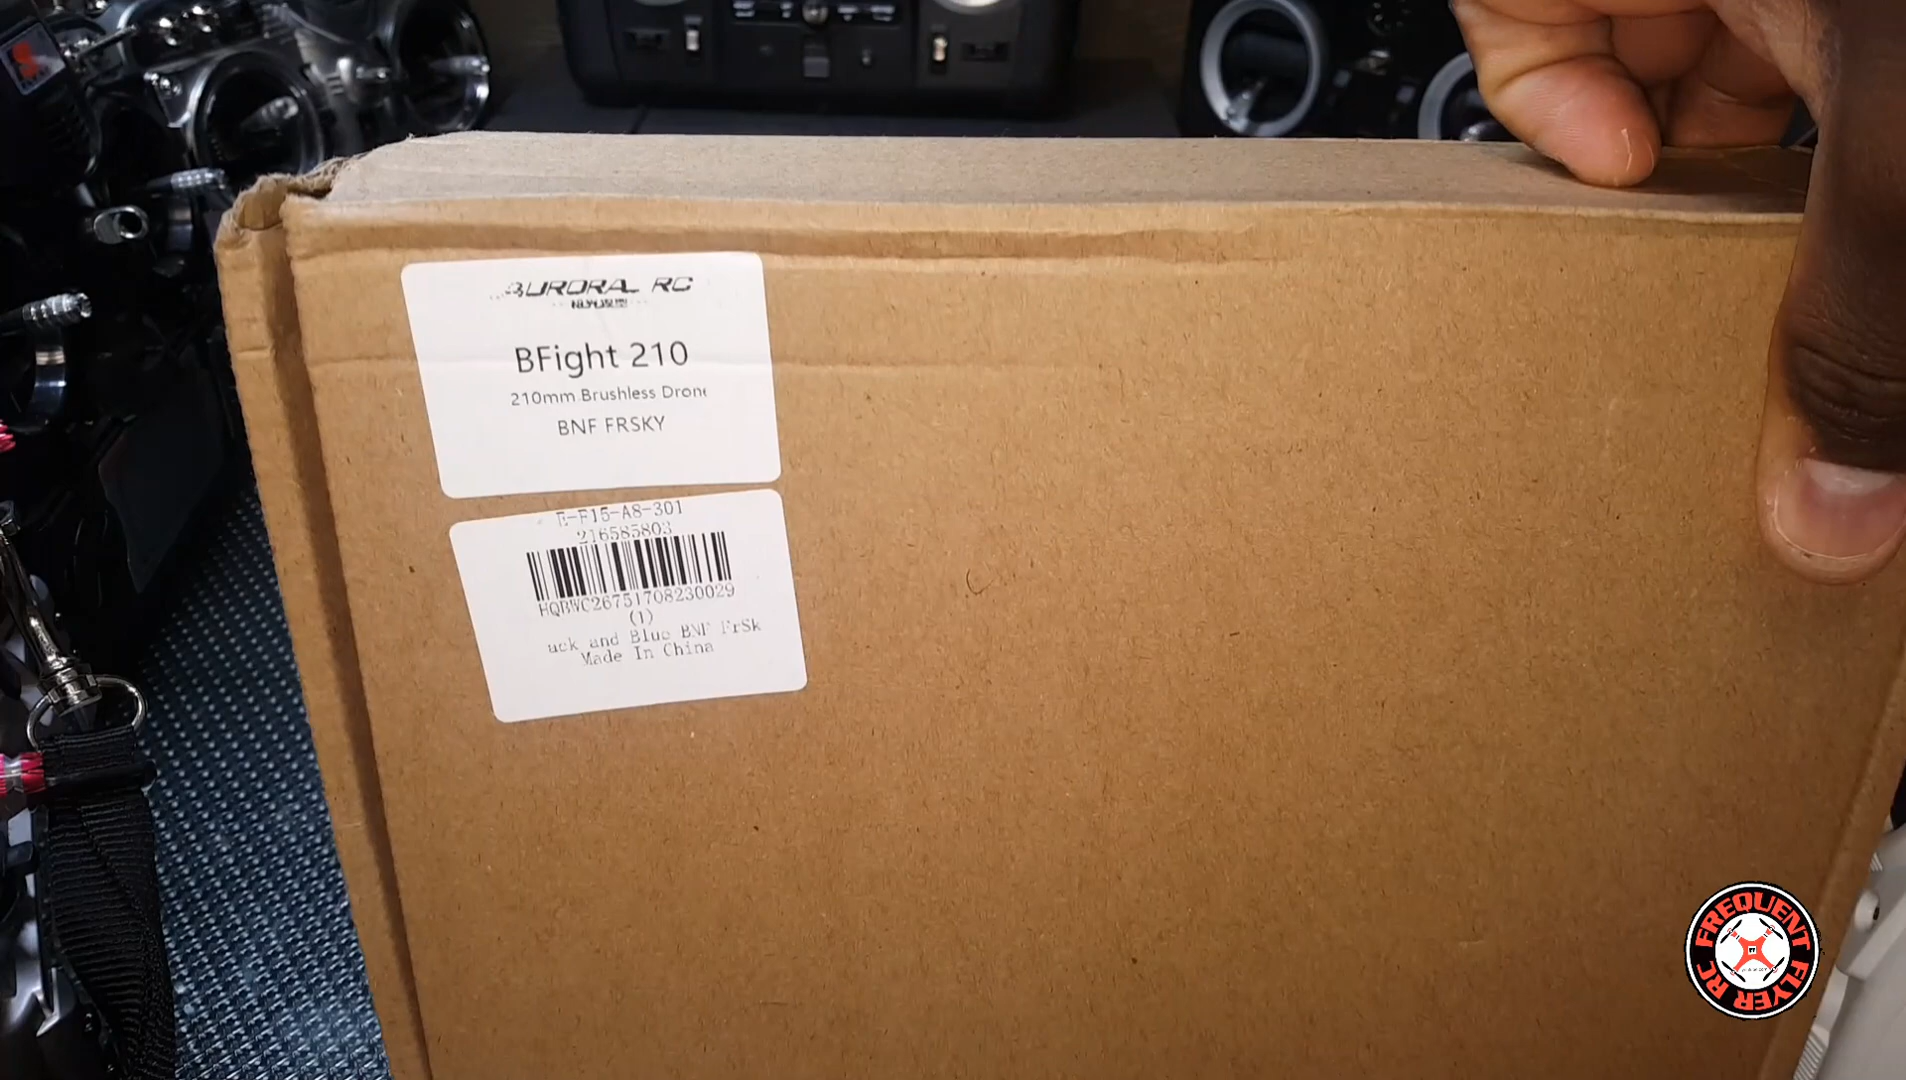 AURORA RC
BFight 210
210mm Brushless Drone
BNF FRSKY
E-F15-A8-301
216585803
HQBWC26751708230029
(1)
ack and Blue BNF FrSk
Made In China
FREQUENT FLYER RC